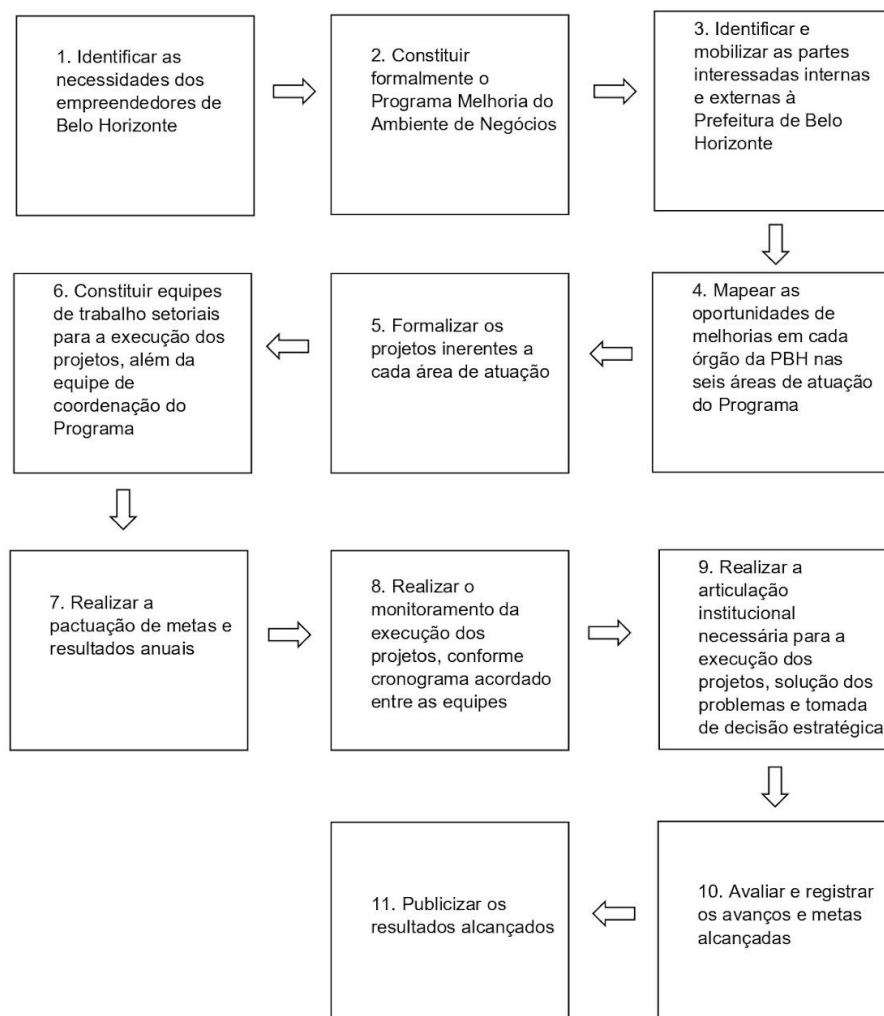 1. Identificar as
necessidades dos
empreendedores de
Belo Horizonte
2. Constituir
formalmente o
Programa Melhoria do
Ambiente de Negócios
3. Identificar e
mobilizar as partes
interessadas internas
e externas à
Prefeitura de Belo
Horizonte
4. Mapear as
oportunidades de
melhorias em cada
órgão da PBH nas
seis áreas de atuação
do Programa
5. Formalizar os
projetos inerentes a
cada área de atuação
6. Constituir equipes
de trabalho setoriais
para a execução dos
projetos, além da
equipe de
coordenação do
Programa
7. Realizar a
pactuação de metas e
resultados anuais
8. Realizar o
monitoramento da
execução dos
projetos, conforme
cronograma acordado
entre as equipes
9. Realizar a
articulação
institucional
necessária para a
execução dos
projetos, solução dos
problemas e tomada
de decisão estratégica
10. Avaliar e registrar
os avanços e metas
alcançadas
11. Publicizar os
resultados alcançados